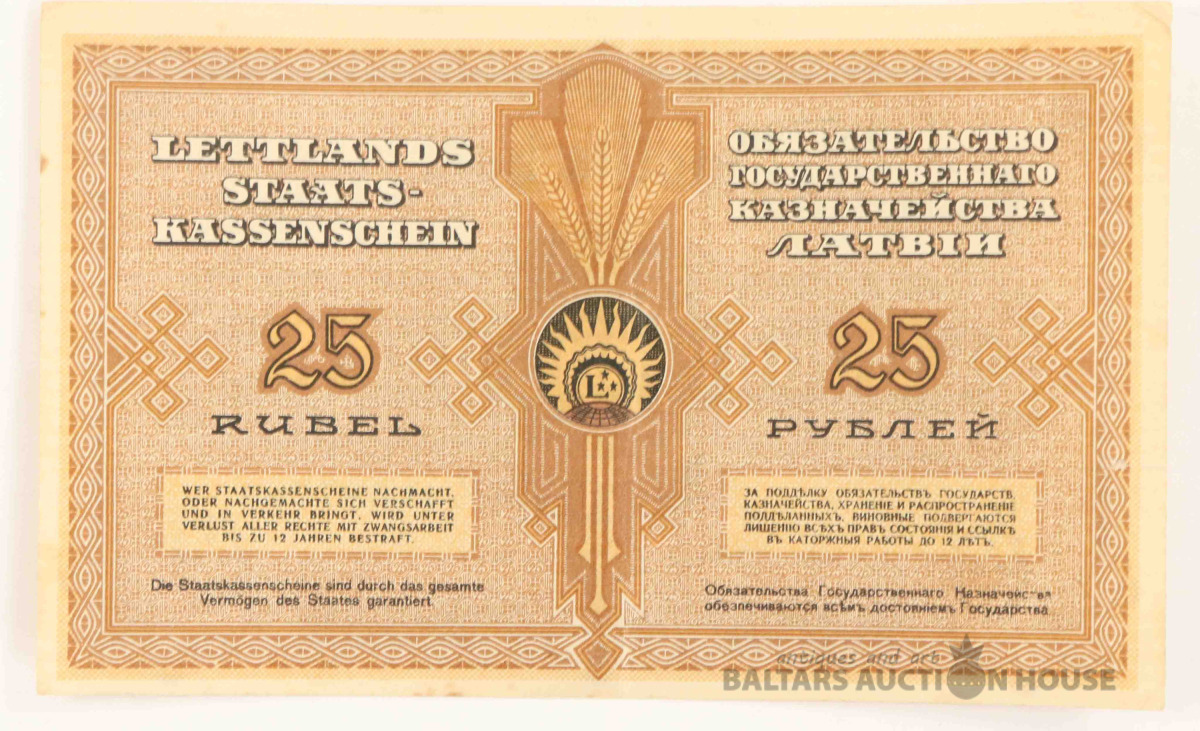 LETTLANDS
STAATS-
KASSENSCHEIN
25
RUBEL
WER STAATSKASSENSCHEINE NACHMACHT,
ODER NACHGEMACHTE SICH VERSCHAFFT
UND IN VERKEHR BRINGT, WIRD UNTER
VERLUST ALLER RECHTE MIT ZWANGSARBEIT
BIS ZU 12 JAHREN BESTRAFT.
Die Staatskassenscheine sind durch das gesamte
Vermögen des Staates garantiert.
L
ОБЯЗАТЕЛЬСТВО
ГОСУДАРСТВЕННАГО
КАЗНАЧЕЙСТВА
ЛАТВІИ
25
РУБЛЕЙ
ЗА ПОДДѢЛКУ ОБЯЗАТЕЛЬСТВЪ ГОСУДАРСТВ.
КАЗНАЧЕЙСТВА, ХРАНЕНІЕ И РАСПРОСТРАНЕНІЕ
ПОДДѢЛАННЫХЪ, ВИНОВНЫЕ ПОДВЕРГАЮТСЯ
ЛИШЕНІЮ ВСѢХЪ ПРАВЪ СОСТОЯНІЯ И ССЫЛКѢ
ВЪ КАТОРЖНЫЯ РАБОТЫ ДО 12 ЛѢТЪ.
Обязательства Государственнаго Казначейства
обезпечиваются всѣмъ достояніемъ Государства.
antiques and art
BALTARS AUCTION HOUSE